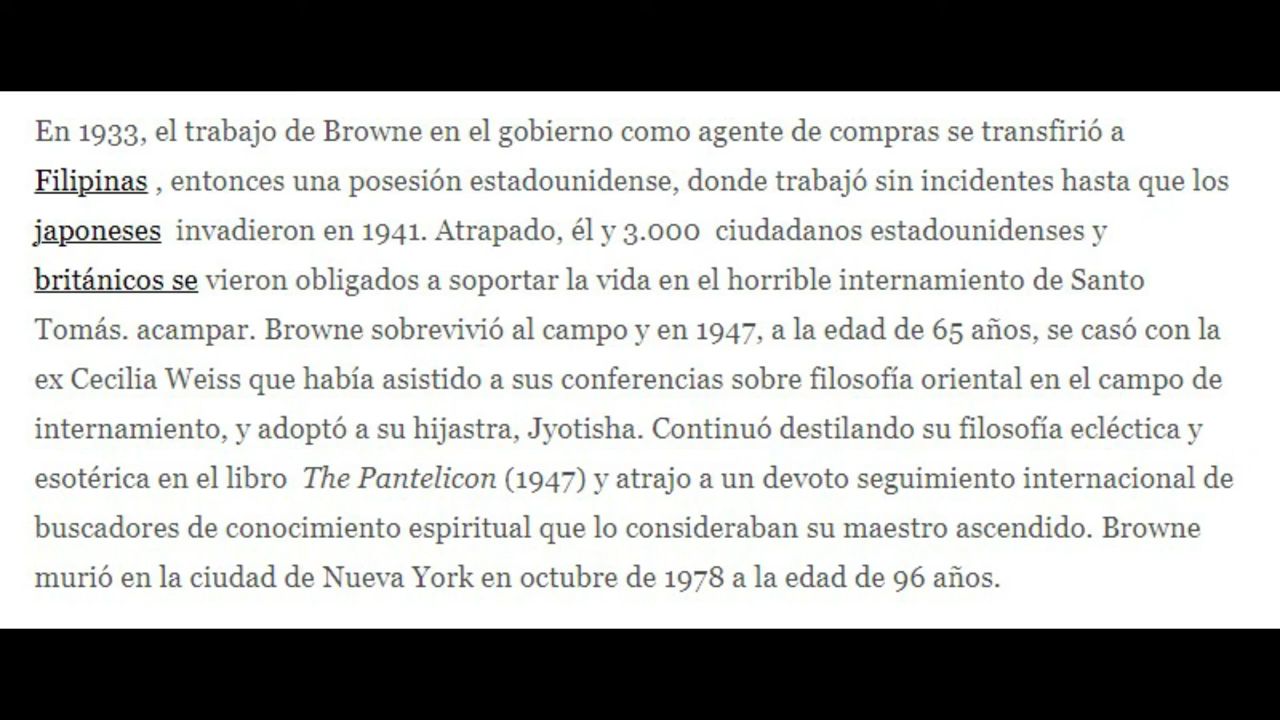 En 1933, el trabajo de Browne en el gobierno como agente de compras se transfirió a
Filipinas , entonces una posesión estadounidense, donde trabajó sin incidentes hasta que los
japoneses invadieron en 1941. Atrapado, él y 3.000 ciudadanos estadounidenses y
británicos se vieron obligados a soportar la vida en el horrible internamiento de Santo
Tomás. acampar. Browne sobrevivió al campo y en 1947, a la edad de 65 años, se casó con la
ex Cecilia Weiss que había asistido a sus conferencias sobre filosofía oriental en el campo de
internamiento, y adoptó a su hijastra, Jyotisha. Continuó destilando su filosofía ecléctica y
esotérica en el libro The Pantelicon (1947) y atrajo a un devoto seguimiento internacional de
buscadores de conocimiento espiritual que lo consideraban su maestro ascendido. Browne
murió en la ciudad de Nueva York en octubre de 1978 a la edad de 96 años.